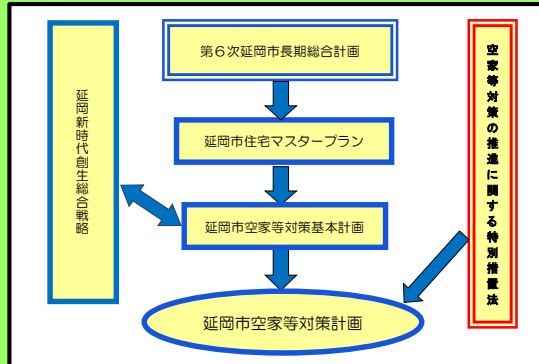 第６次延岡市長期総合計画
延岡市住宅マスタープラン
延岡市空家等対策基本計画
延岡市空家等対策計画
延岡新時代創生総合戦略
空家等対策の推進に関する特別措置法